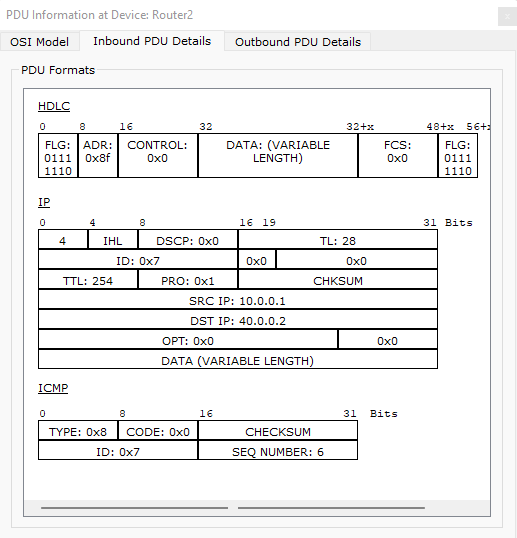 PDU Information at Device: Router2
OSI Model Inbound PDU Details Outbound PDU Details
PDU Formats
HDLC
0 8 16 32 32+x 48+x 56+x
FLG: ADR: CONTROL: DATA: (VARIABLE FCS: FLG:
0111 0x8f 0x0 LENGTH) 0x0 0111
1110 1110
IP
0 4 8 16 19 31 Bits
4 IHL DSCP: 0x0 TL: 28
ID: 0x7 0x0 0x0
TTL: 254 PRO: 0x1 CHKSUM
SRC IP: 10.0.0.1
DST IP: 40.0.0.2
OPT: 0x0 0x0
DATA (VARIABLE LENGTH)
ICMP
0 8 16 31 Bits
TYPE: 0x8 CODE: 0x0 CHECKSUM
ID: 0x7 SEQ NUMBER: 6